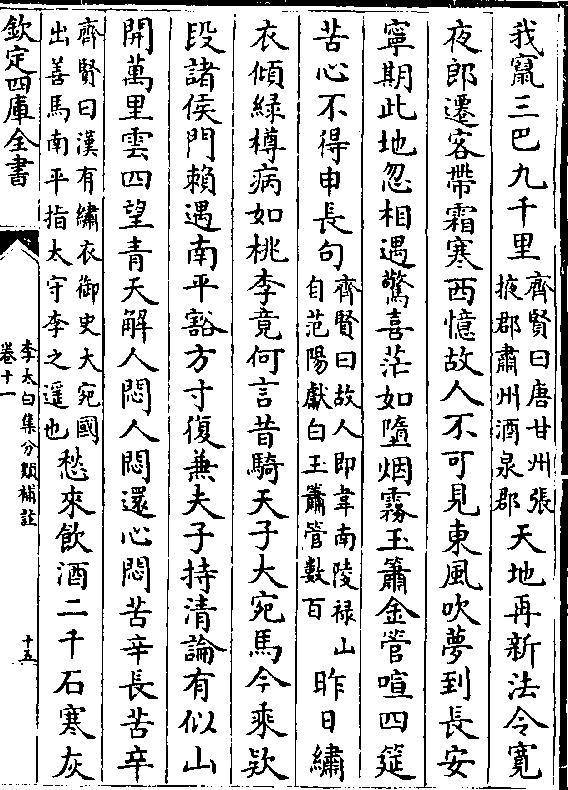 我竄三巴九千里齊賢曰唐甘州張掖郡肅州酒泉郡天地再新法令寬
夜郎遷客帶霜寒西憶故人不可見東風吹夢到長安
寧期此地忽相遇驚喜茫如墮烟霧玉簫金管喧四筵
苦心不得申長句齊賢曰故人即韋南陵禄山自范陽獻白玉簫管數百昨日繡
衣傾緑樽病如桃李竟何言昔騎天子大宛馬今乘欵
段諸侯門賴遇南平豁方寸復兼夫子持清論有似山
開萬里雲四望青天解人悶人悶還心悶苦辛長苦辛
齊賢曰漢有繡衣御史大宛國出善馬南平指太守李之遥也愁來飲酒二千石寒灰
欽定四庫全書
李太白集分類補註
卷十一
十五